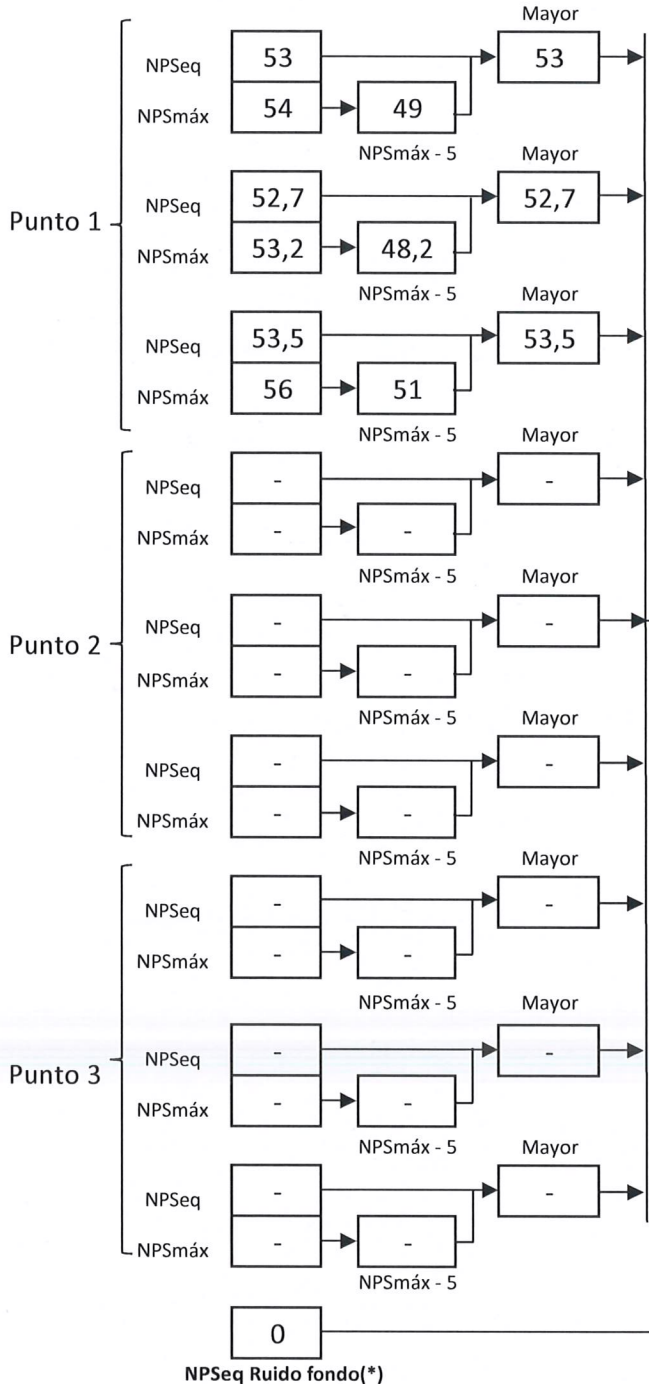 Mayor
NPSeq 53 53
NPSmáx 54 49
NPSmáx - 5
Mayor
NPSeq 52,7 52,7
Punto 1
NPSmáx 53,2 48,2
NPSmáx - 5
Mayor
NPSeq 53,5 53,5
NPSmáx 56 51
NPSmáx - 5
Mayor
NPSeq - -
NPSmáx - -
NPSmáx - 5
Mayor
NPSeq - -
Punto 2
NPSmáx - -
NPSmáx - 5
Mayor
NPSeq - -
NPSmáx - -
NPSmáx - 5
Mayor
NPSeq - -
NPSmáx - -
NPSmáx - 5
Mayor
NPSeq - -
Punto 3
NPSmáx - -
NPSmáx - 5
Mayor
NPSeq - -
NPSmáx - -
NPSmáx - 5
0
NPSeq Ruido fondo(*)